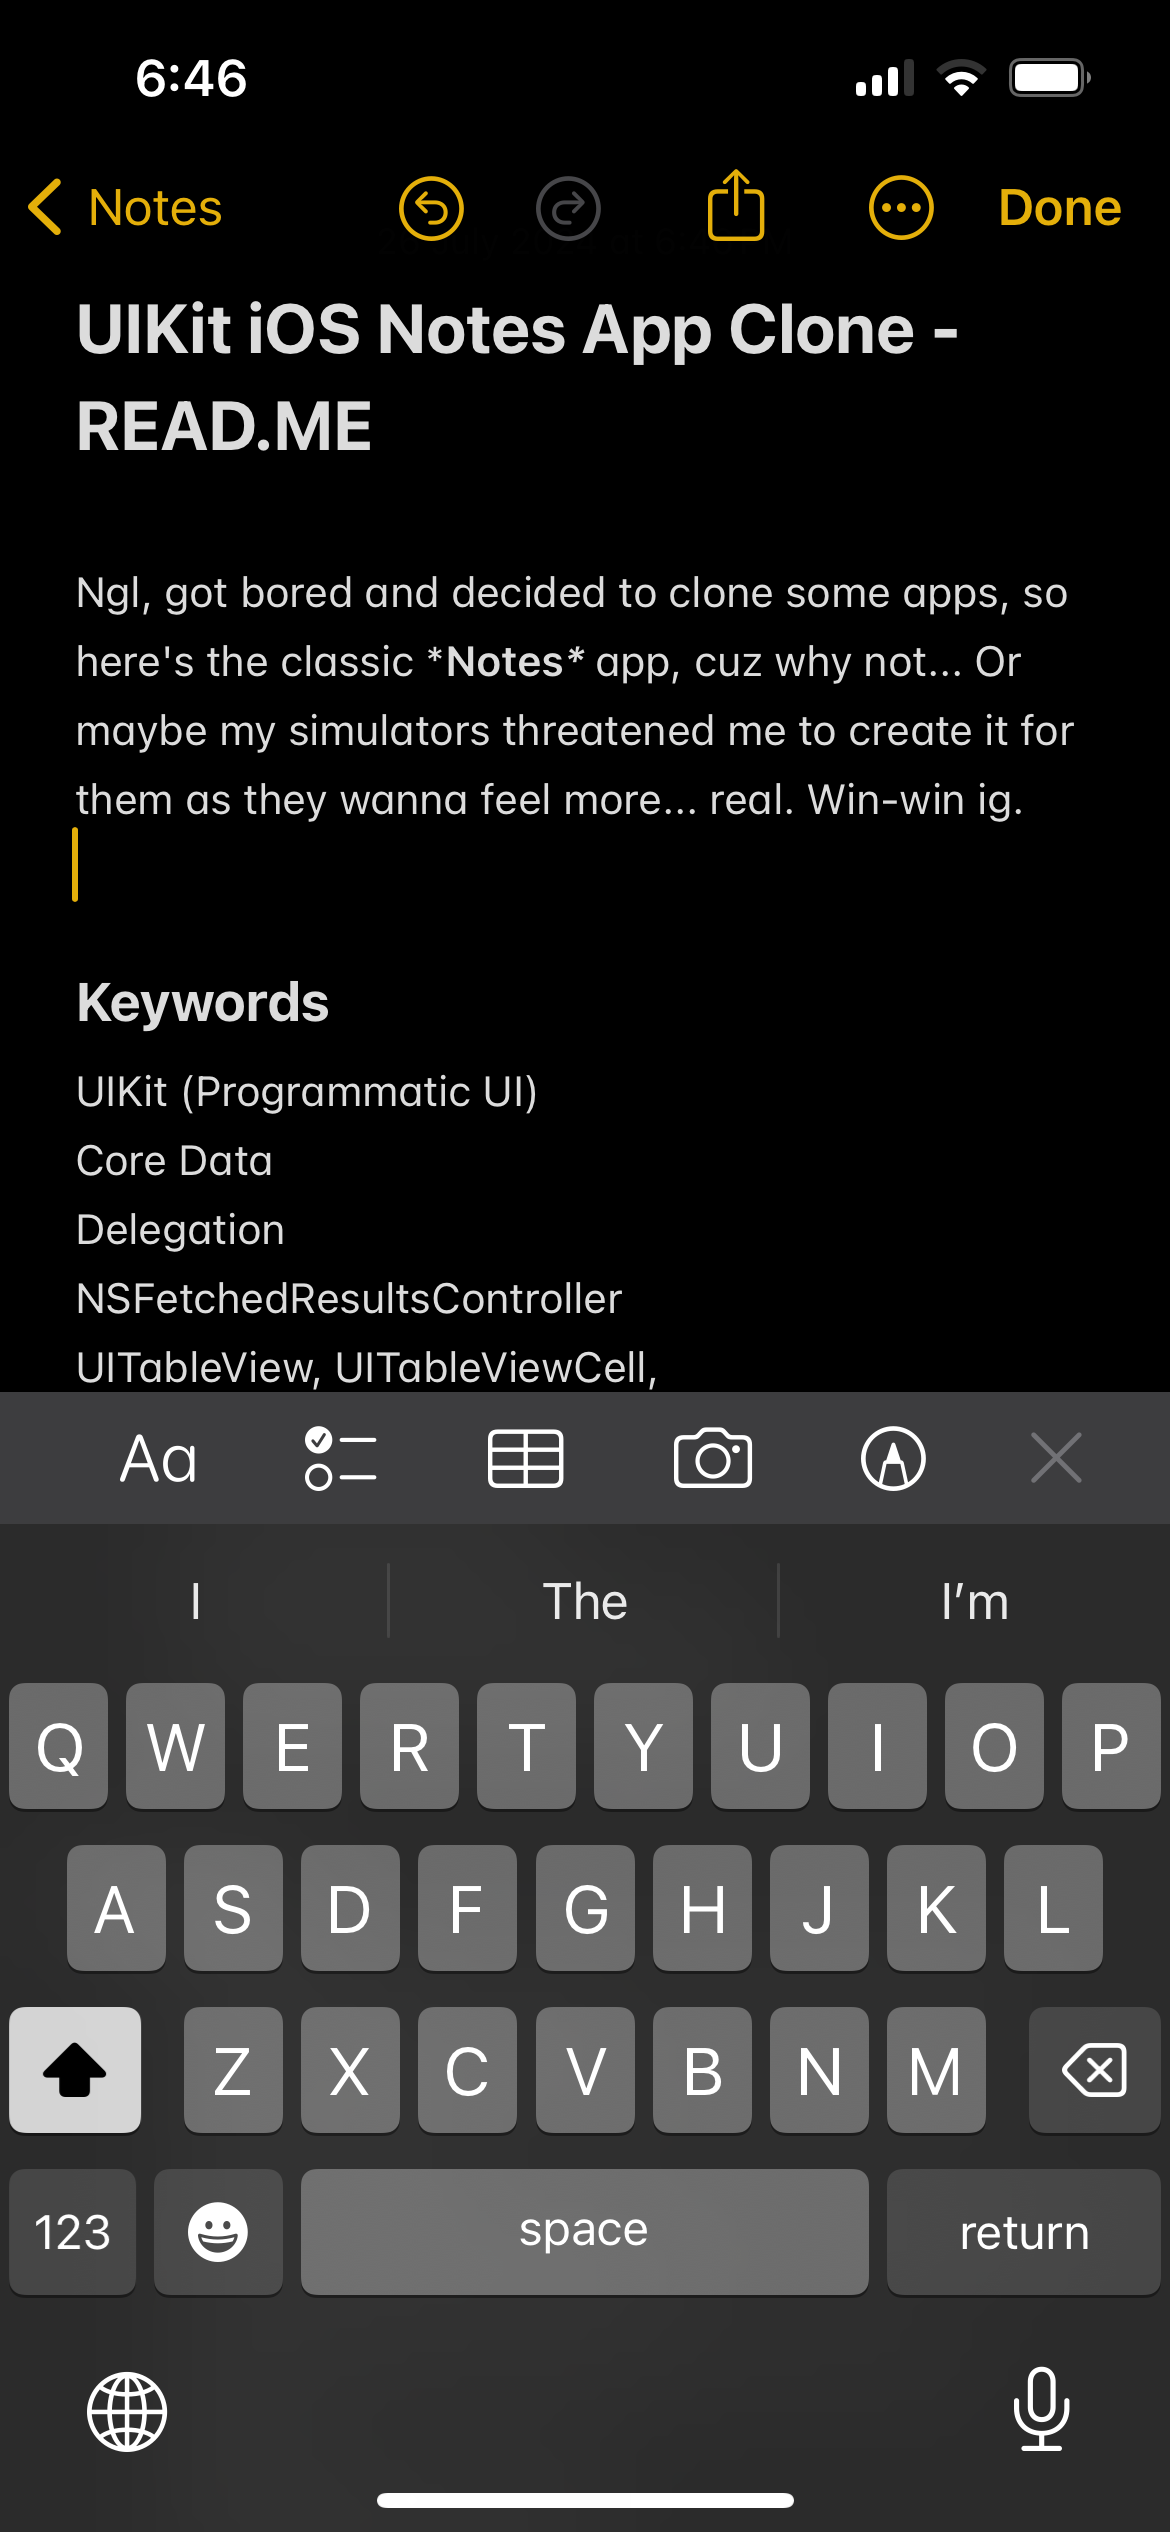 6:46
Notes
Done
UIKit iOS Notes App Clone -
READ.ME
Ngl, got bored and decided to clone some apps, so
here's the classic *Notes* app, cuz why not... Or
maybe my simulators threatened me to create it for
them as they wanna feel more... real. Win-win ig.
Keywords
UIKit (Programmatic UI)
Core Data
Delegation
NSFetchedResultsController
UITableView, UITableViewCell,
Aa
I The I'm
Q W E R T Y U I O P
A S D F G H J K L
Z X C V B N M
123 space return